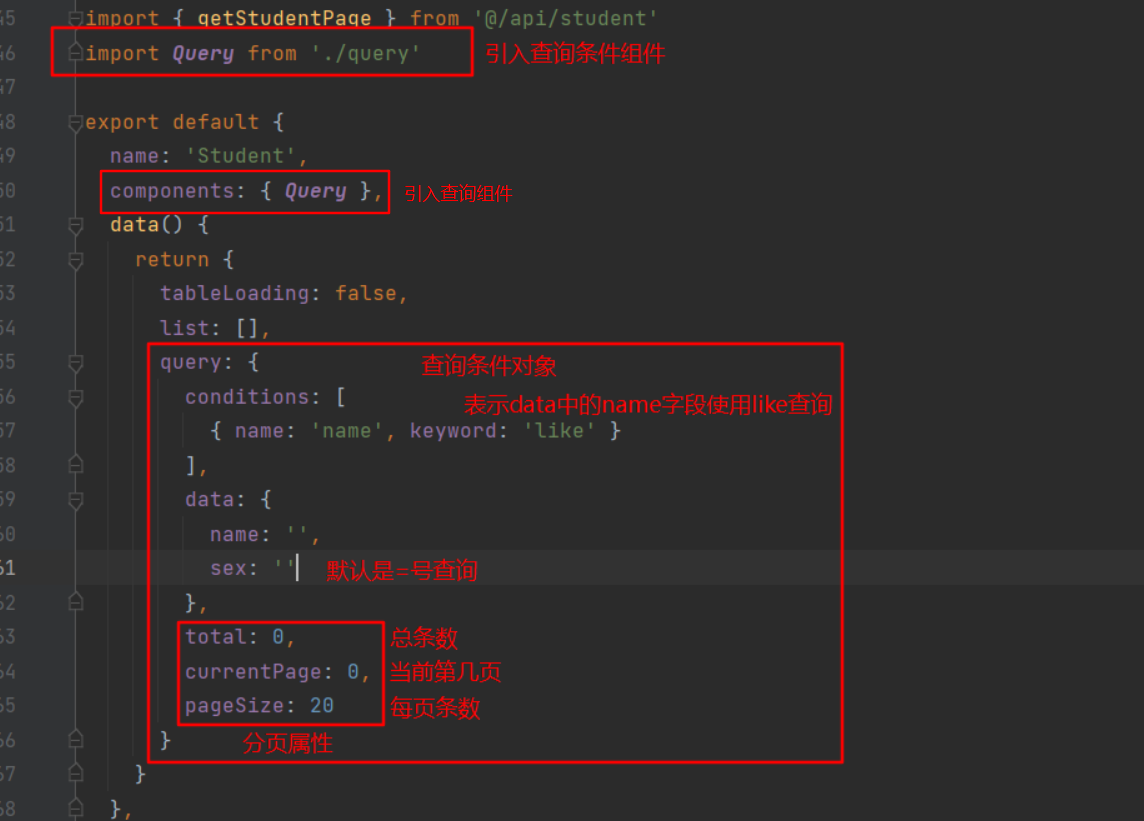 45 import { getStudentPage } from '@/api/student'
46 import Query from './query' 引入查询条件组件
47
48 export default {
49 name: 'Student',
50 components: { Query }, 引入查询组件
51 data() {
52 return {
53 tableLoading: false,
54 list: [],
55 query: { 查询条件对象
56 conditions: [ 表示data中的name字段使用like查询
57 { name: 'name', keyword: 'like' }
58 ],
59 data: {
60 name: '',
61 sex: '' 默认是=号查询
62 },
63 total: 0, 总条数
64 currentPage: 0, 当前第几页
65 pageSize: 20 每页条数
66 } 分页属性
67 }
68 },